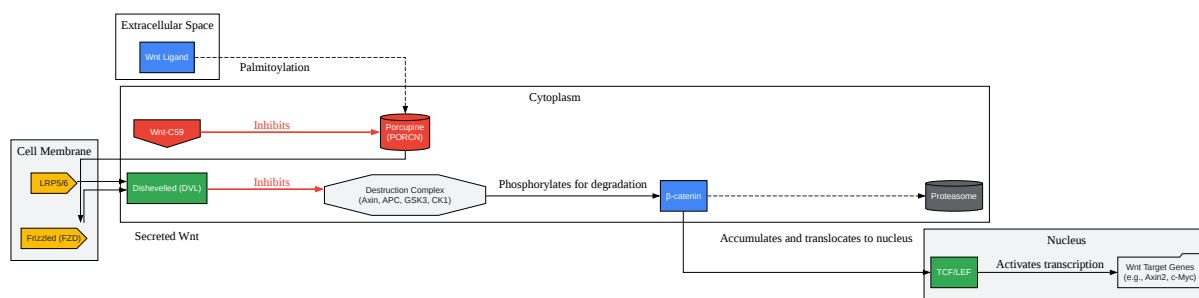 Extracellular Space
Wnt Ligand
Palmitoylation
Cytoplasm
Wnt-C59
Inhibits
Porcupine
(PORCN)
Cell Membrane
LRP5/6
Dishevelled (DVL)
Inhibits
Destruction Complex
(Axin, APC, GSK3, CK1)
Phosphorylates for degradation
β-catenin
Proteasome
Frizzled (FZD)
Secreted Wnt
Accumulates and translocates to nucleus
Nucleus
TCF/LEF
Activates transcription
Wnt Target Genes
(e.g., Axin2, c-Myc)